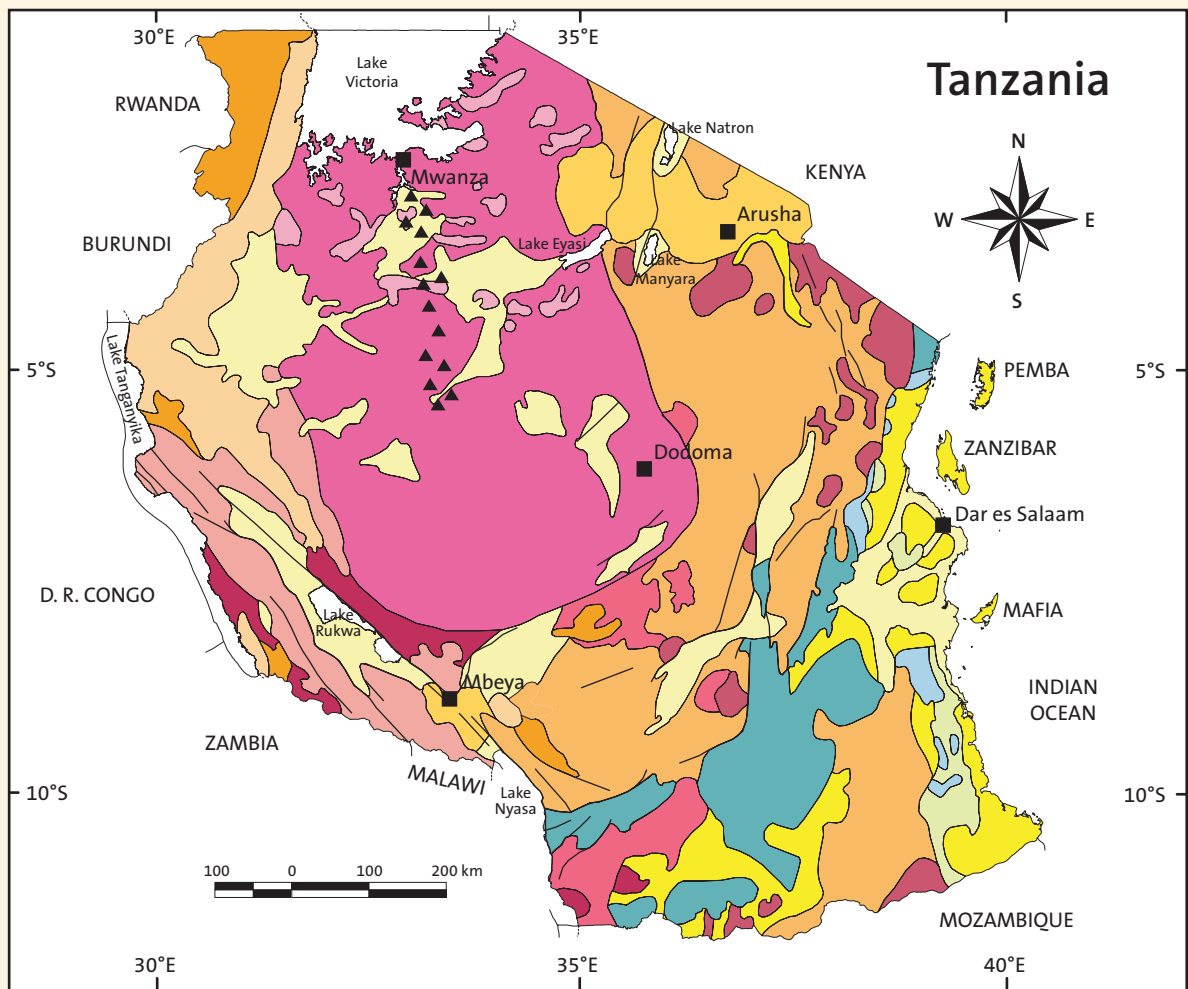 30°E
35°E
Tanzania
Lake
Victoria
RWANDA
Lake Natron
N
KENYA
Mwanza
Arusha
W
E
BURUNDI
Lake Eyasi
Lake
Manyara
S
Lake Tanganyika
5°S
5°S
PEMBA
ZANZIBAR
Dodoma
Dar es Salaam
D. R. CONGO
Lake
Rukwa
MAFIA
Mbeya
INDIAN
OCEAN
ZAMBIA
MALAWI
Lake
Nyasa
10°S
10°S
100
0
100
200 km
MOZAMBIQUE
30°E
35°E
40°E